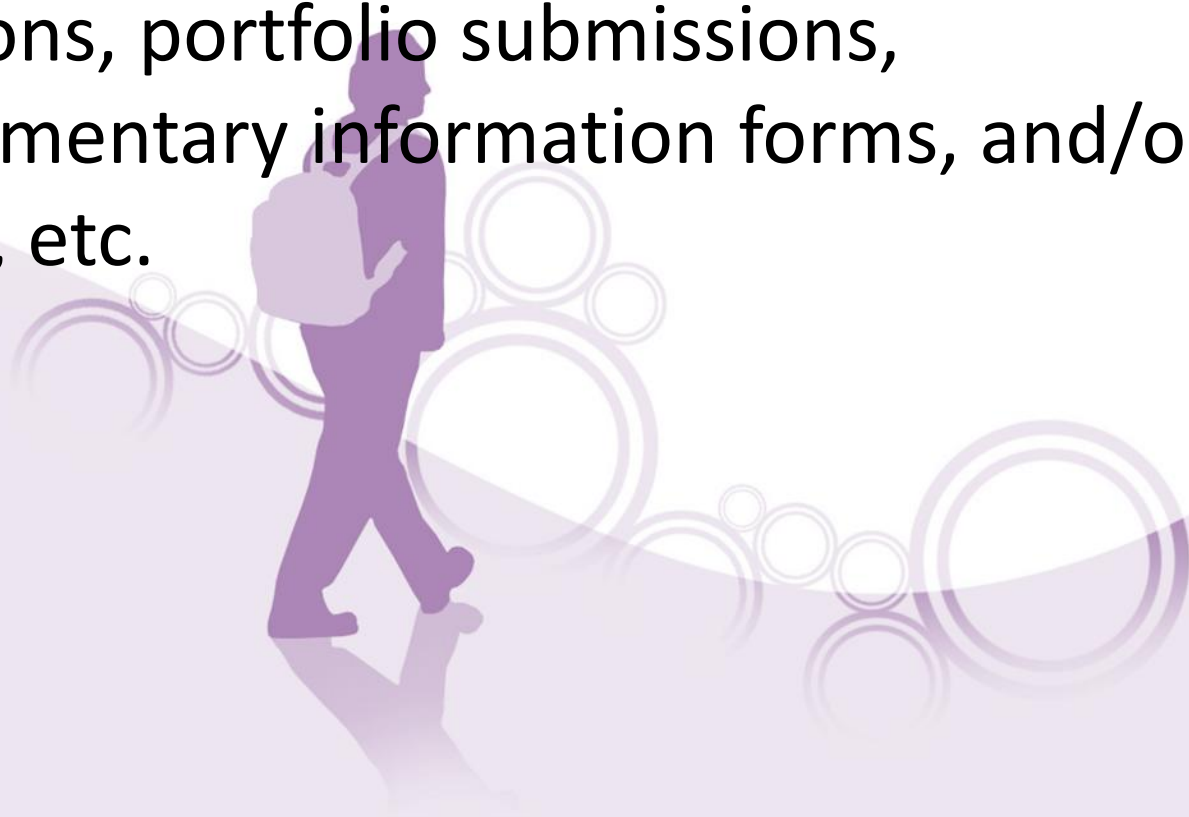 ons, portfolio submissions,
mentary information forms, and/o
, etc.